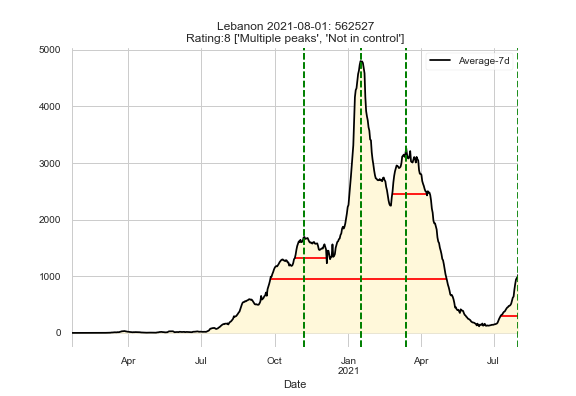 Lebanon 2021-08-01: 562527
Rating:8 ['Multiple peaks', 'Not in control']
Average-7d
5000
4000
3000
2000
1000
0
Apr
Jul
Oct
Jan
2021
Apr
Jul
Date